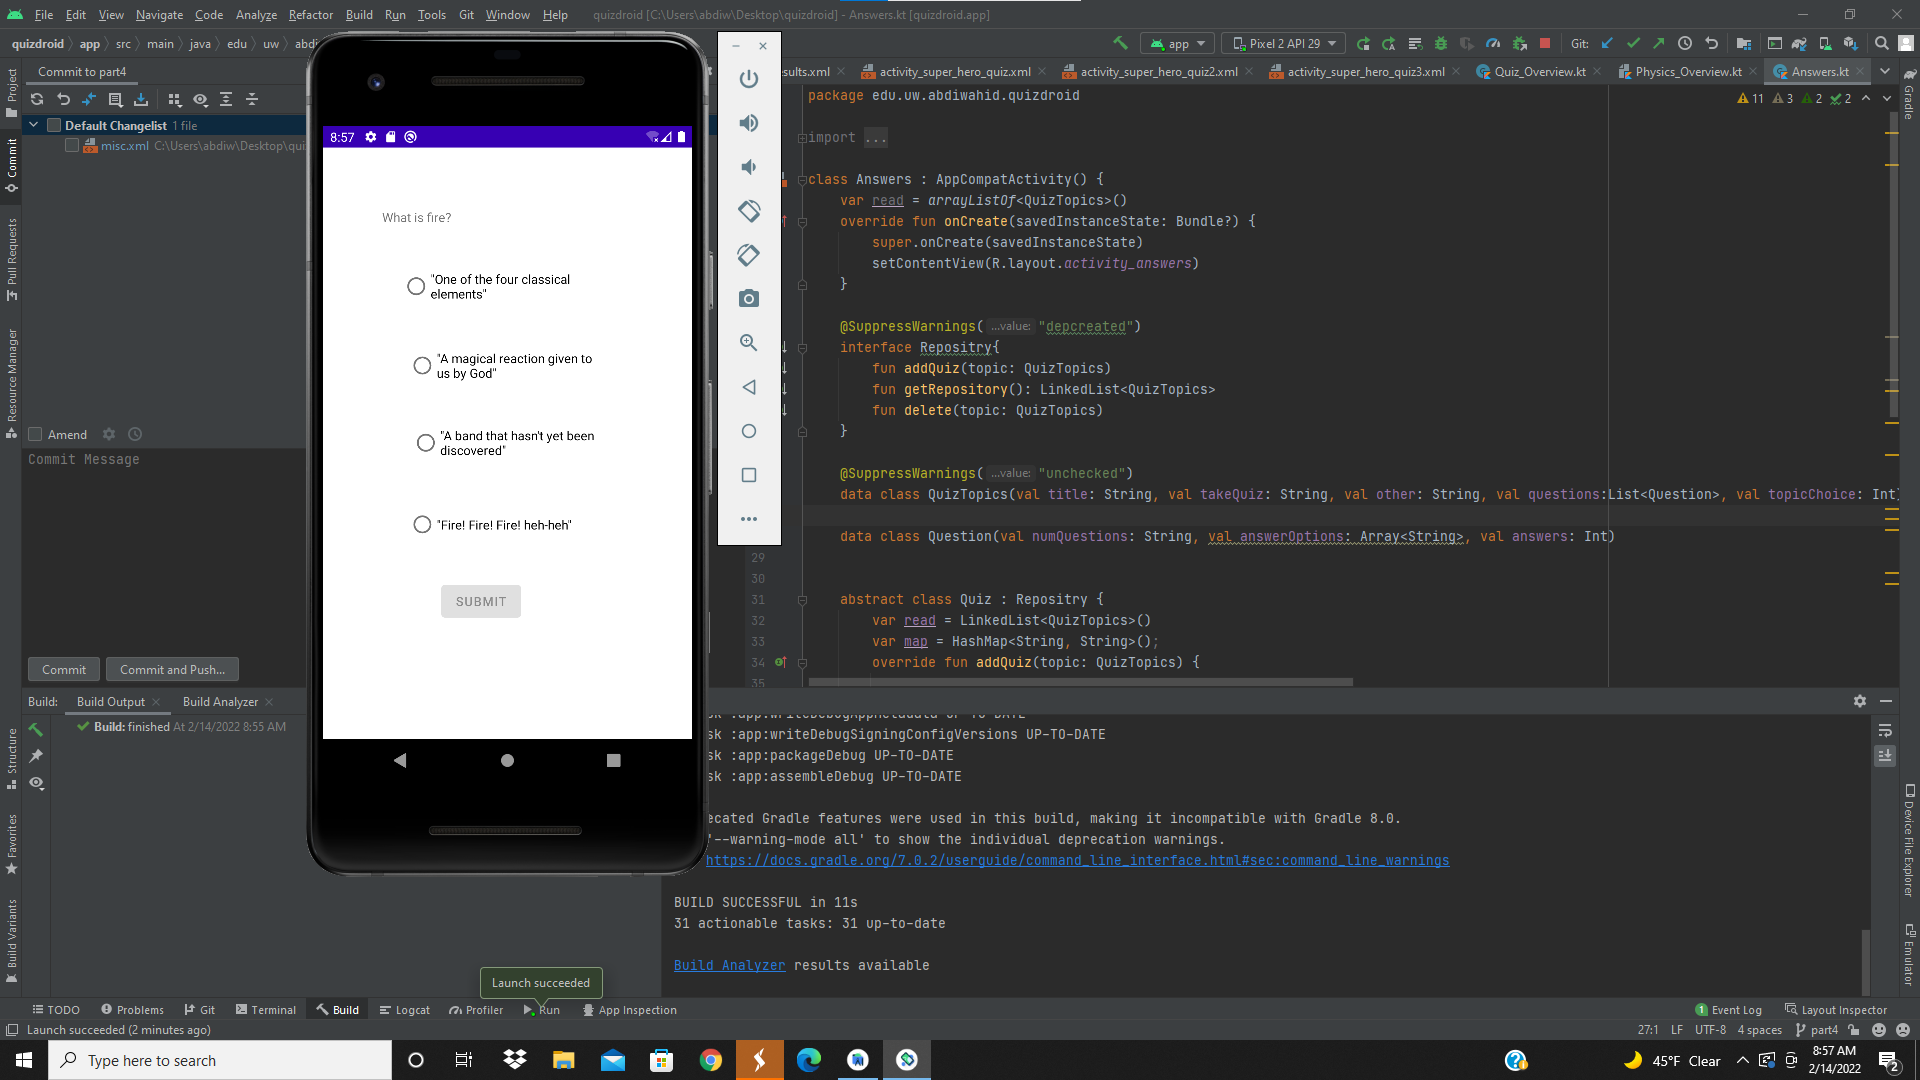 File Edit View Navigate Code Analyze Refactor Build Run Tools Git Window Help quizdroid [C:\Users\abdiw\Desktop\quizdroid] - Answers.kt [quizdroid.app]
quizdroid app src main java edu uw app Pixel 2 API 29 Git:
Commit to part4
activity_super_hero_quiz.xml activity_super_hero_quiz2.xml activity_super_hero_quiz3.xml Quiz_Overview.kt Physics_Overview.kt Answers.kt
Default Changelist 1 file
misc.xml C:\Users\abdiw\Desktop\qui
Amend
Commit Message
Commit Commit and Push...
Project
Commit
Pull Requests
Resource Manager
Structure
Favorites
Build Variants
8:57
What is fire?
"One of the four classical
elements"
"A magical reaction given to
us by God"
"A band that hasn't yet been
discovered"
"Fire! Fire! Fire! heh-heh"
SUBMIT
11 3 2 2
package edu.uw.abdiwahid.quizdroid
import ...
class Answers : AppCompatActivity() {
var read = arrayListOf<QuizTopics>()
override fun onCreate(savedInstanceState: Bundle?) {
super.onCreate(savedInstanceState)
setContentView(R.layout.activity_answers)
}
@SuppressWarnings( ...value: "depcreated")
interface Repositry{
fun addQuiz(topic: QuizTopics)
fun getRepository(): LinkedList<QuizTopics>
fun delete(topic: QuizTopics)
}
@SuppressWarnings( ...value: "unchecked")
data class QuizTopics(val title: String, val takeQuiz: String, val other: String, val questions:List<Question>, val topicChoice: Int)
data class Question(val numQuestions: String, val answerOptions: Array<String>, val answers: Int)
29
30
31 abstract class Quiz : Repositry {
32 var read = LinkedList<QuizTopics>()
33 var map = HashMap<String, String>();
34 override fun addQuiz(topic: QuizTopics) {
35
Gradle
Device File Explorer
Emulator
Build: Build Output Build Analyzer
Build: finished At 2/14/2022 8:55 AM
sk :app:writeDebugAppMetadata UP-TO-DATE
sk :app:writeDebugSigningConfigVersions UP-TO-DATE
sk :app:packageDebug UP-TO-DATE
sk :app:assembleDebug UP-TO-DATE
ecated Gradle features were used in this build, making it incompatible with Gradle 8.0.
'--warning-mode all' to show the individual deprecation warnings.
https://docs.gradle.org/7.0.2/userguide/command_line_interface.html#sec:command_line_warnings
BUILD SUCCESSFUL in 11s
31 actionable tasks: 31 up-to-date
Build Analyzer results available
Launch succeeded
TODO Problems Git Terminal Build Logcat Profiler Run App Inspection 1 Event Log Layout Inspector
Launch succeeded (2 minutes ago) 27:1 LF UTF-8 4 spaces part4
Type here to search 45°F Clear 8:57 AM
2/14/2022 2